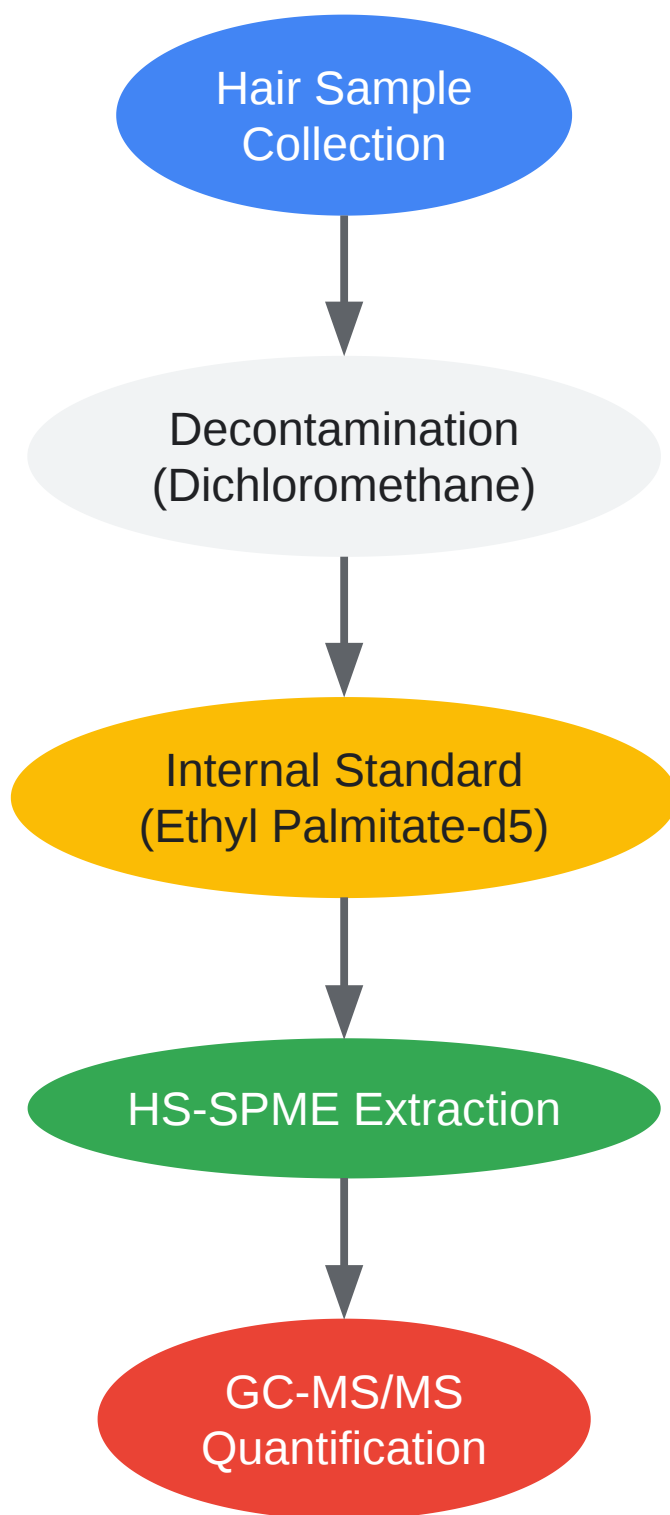 Hair Sample
Collection
Decontamination
(Dichloromethane)
Internal Standard
(Ethyl Palmitate-d5)
HS-SPME Extraction
GC-MS/MS
Quantification